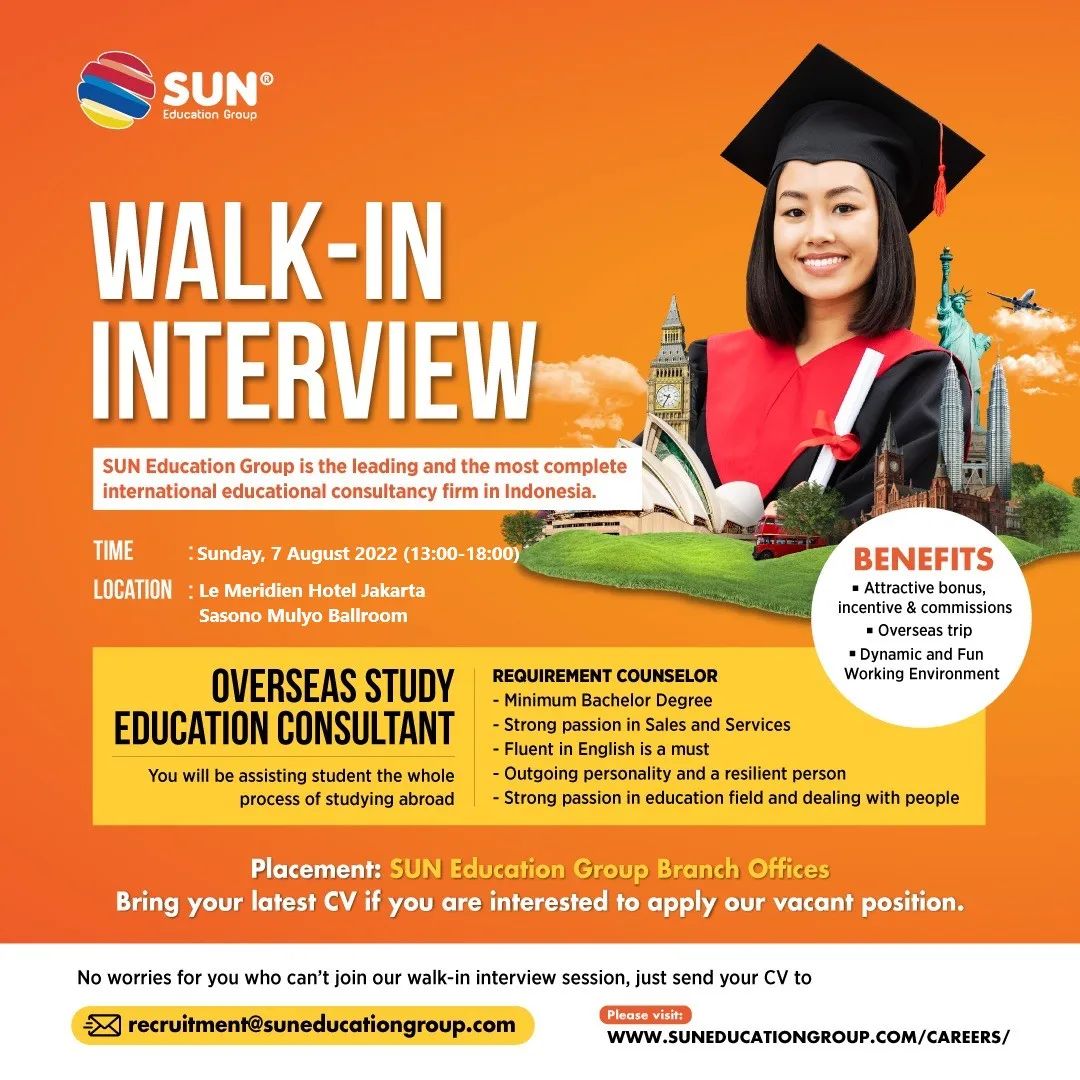 SUN®
Education Group
WALK-IN
INTERVIEW
SUN Education Group is the leading and the most complete
international educational consultancy firm in Indonesia.
TIME : Sunday, 7 August 2022 (13:00-18:00)
LOCATION : Le Meridien Hotel Jakarta
Sasono Mulyo Ballroom
BENEFITS
▪ Attractive bonus,
incentive & commissions
▪ Overseas trip
▪ Dynamic and Fun
Working Environment
OVERSEAS STUDY
EDUCATION CONSULTANT
You will be assisting student the whole
process of studying abroad
REQUIREMENT COUNSELOR
- Minimum Bachelor Degree
- Strong passion in Sales and Services
- Fluent in English is a must
- Outgoing personality and a resilient person
- Strong passion in education field and dealing with people
Placement: SUN Education Group Branch Offices
Bring your latest CV if you are interested to apply our vacant position.
No worries for you who can't join our walk-in interview session, just send your CV to
recruitment@suneducationgroup.com
Please visit:
WWW.SUNEDUCATIONGROUP.COM/CAREERS/